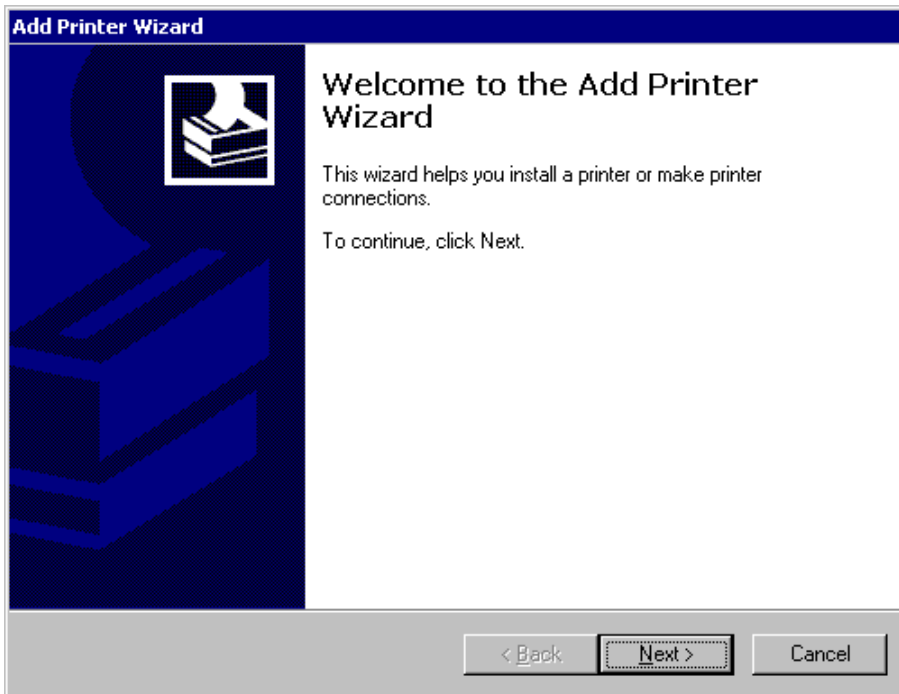 Add Printer Wizard
Welcome to the Add Printer
Wizard
This wizard helps you install a printer or make printer
connections.
To continue, click Next.
< Back
Next >
Cancel